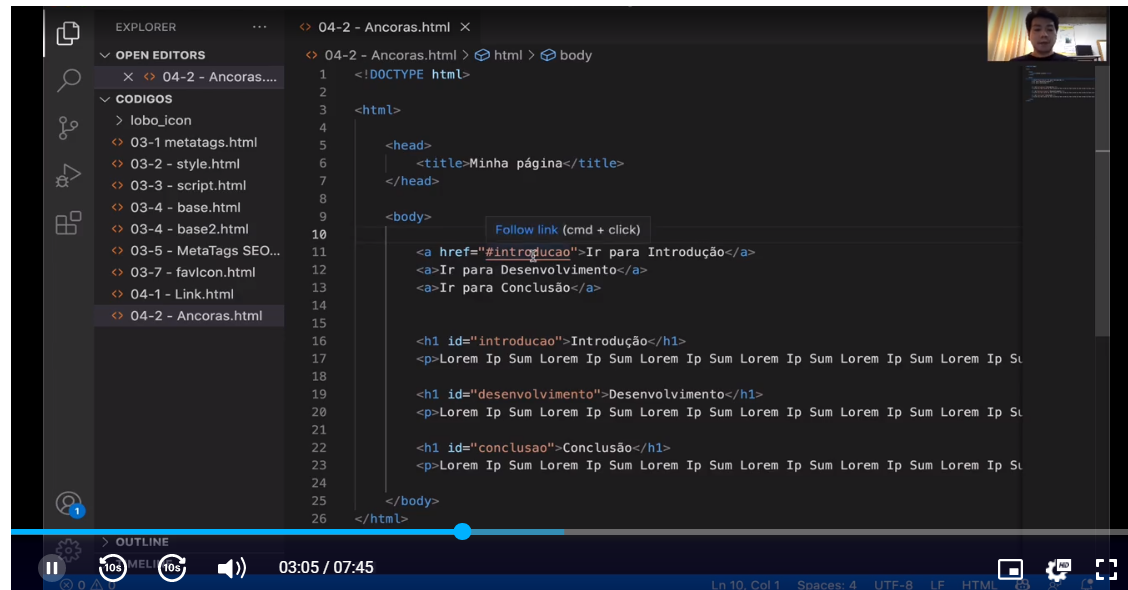 EXPLORER
OPEN EDITORS
04-2 - Ancoras....
CODIGOS
lobo_icon
03-1 metatags.html
03-2 - style.html
03-3 - script.html
03-4 - base.html
03-4 - base2.html
03-5 - MetaTags SEO...
03-7 - favIcon.html
04-1 - Link.html
04-2 - Ancoras.html
OUTLINE
04-2 - Ancoras.html
04-2 - Ancoras.html > html > body
1 <!DOCTYPE html>
2
3 <html>
4
5 <head>
6 <title>Minha página</title>
7 </head>
8
9 <body>
Follow link (cmd + click)
10
11 <a href="#introducao">Ir para Introdução</a>
12 <a>Ir para Desenvolvimento</a>
13 <a>Ir para Conclusão</a>
14
15
16 <h1 id="introducao">Introdução</h1>
17 <p>Lorem Ip Sum Lorem Ip Sum Lorem Ip Sum Lorem Ip Sum Lorem Ip Sum Lorem Ip Su
18
19 <h1 id="desenvolvimento">Desenvolvimento</h1>
20 <p>Lorem Ip Sum Lorem Ip Sum Lorem Ip Sum Lorem Ip Sum Lorem Ip Sum Lorem Ip Su
21
22 <h1 id="conclusao">Conclusão</h1>
23 <p>Lorem Ip Sum Lorem Ip Sum Lorem Ip Sum Lorem Ip Sum Lorem Ip Sum Lorem Ip Su
24
25 </body>
26 </html>
1
10s 10s 03:05 / 07:45 HD
0 0 Ln 10, Col 1 Spaces: 4 UTF-8 LF HTML